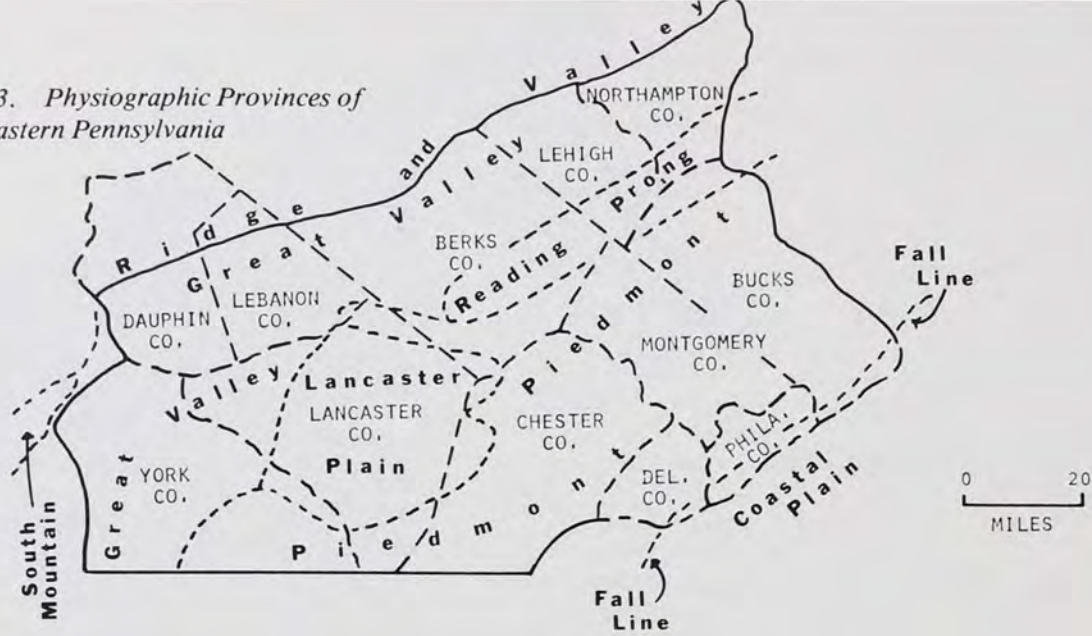 3. Physiographic Provinces of
astern Pennsylvania
Ridge and Valley
Great Valley
NORTHAMPTON
CO.
LEHIGH
CO.
Reading Prong
BERKS
CO.
Fall
Line
BUCKS
CO.
LEBANON
CO.
DAUPHIN
CO.
MONTGOMERY
CO.
Piedmont
Great Valley
Lancaster
Plain
LANCASTER
CO.
CHESTER
CO.
PHILA.
CO.
YORK
CO.
DEL.
CO.
Coastal
Plain
0 20
MILES
South
Mountain
Piedmont
Fall
Line